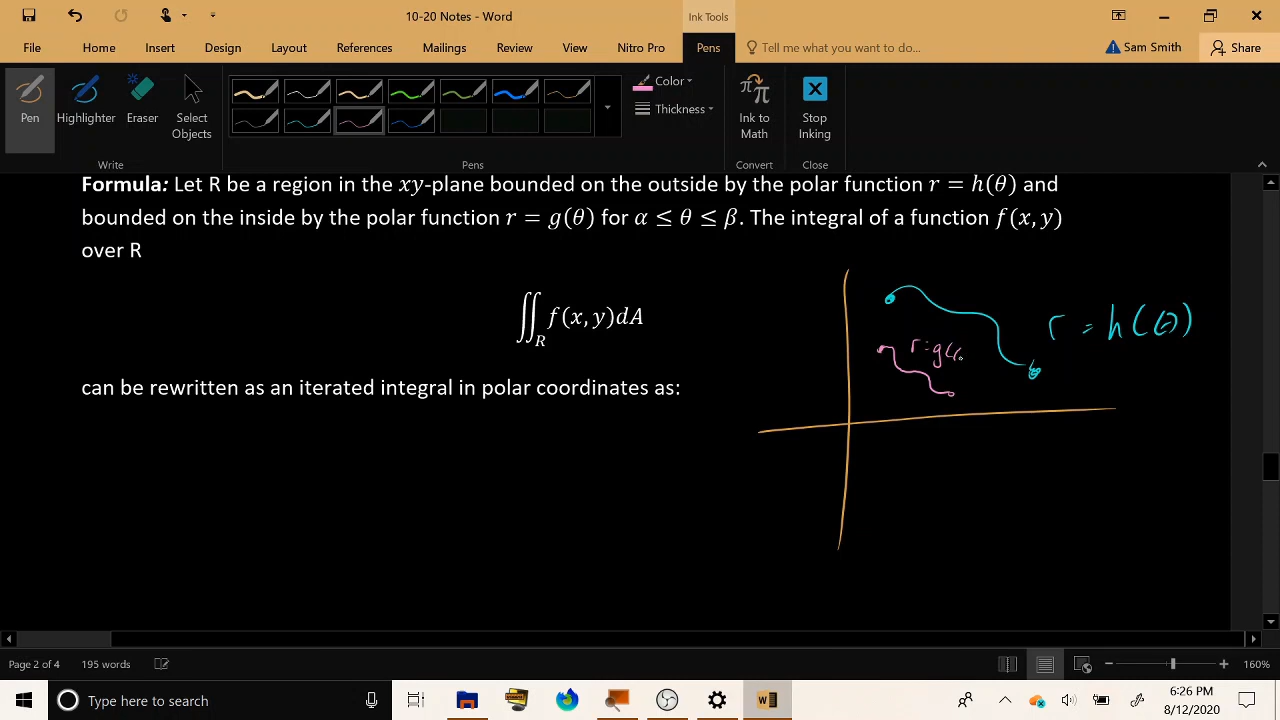 10-20 Notes - Word
Ink Tools
File Home Insert Design Layout References Mailings Review View Nitro Pro Pens Tell me what you want to do... Sam Smith Share
Pen Highlighter Eraser Select Objects Color Thickness Ink to Math Stop Inking
Write Pens Convert Close
Formula: Let R be a region in the xy-plane bounded on the outside by the polar function r = h(θ) and
bounded on the inside by the polar function r = g(θ) for α ≤ θ ≤ β. The integral of a function f(x, y)
over R
∬_R f(x, y)dA
r = h(θ)
r=g(
can be rewritten as an iterated integral in polar coordinates as:
Page 2 of 4 195 words 160%
Type here to search
6:26 PM
8/12/2020